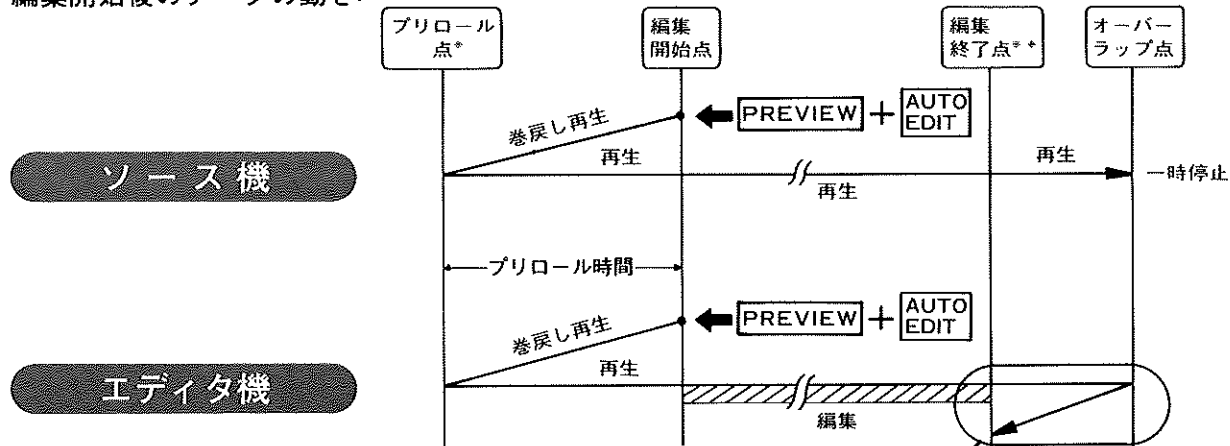 編集開始後のテープの動き
プリロール
点*
編集
開始点
編集
終了点**
オーバー
ラップ点
巻戻し再生
PREVIEW + AUTO
EDIT
ソース機
再生
再生
再生
一時停止
プリロール時間
巻戻し再生
PREVIEW + AUTO
EDIT
エディタ機
再生
編集